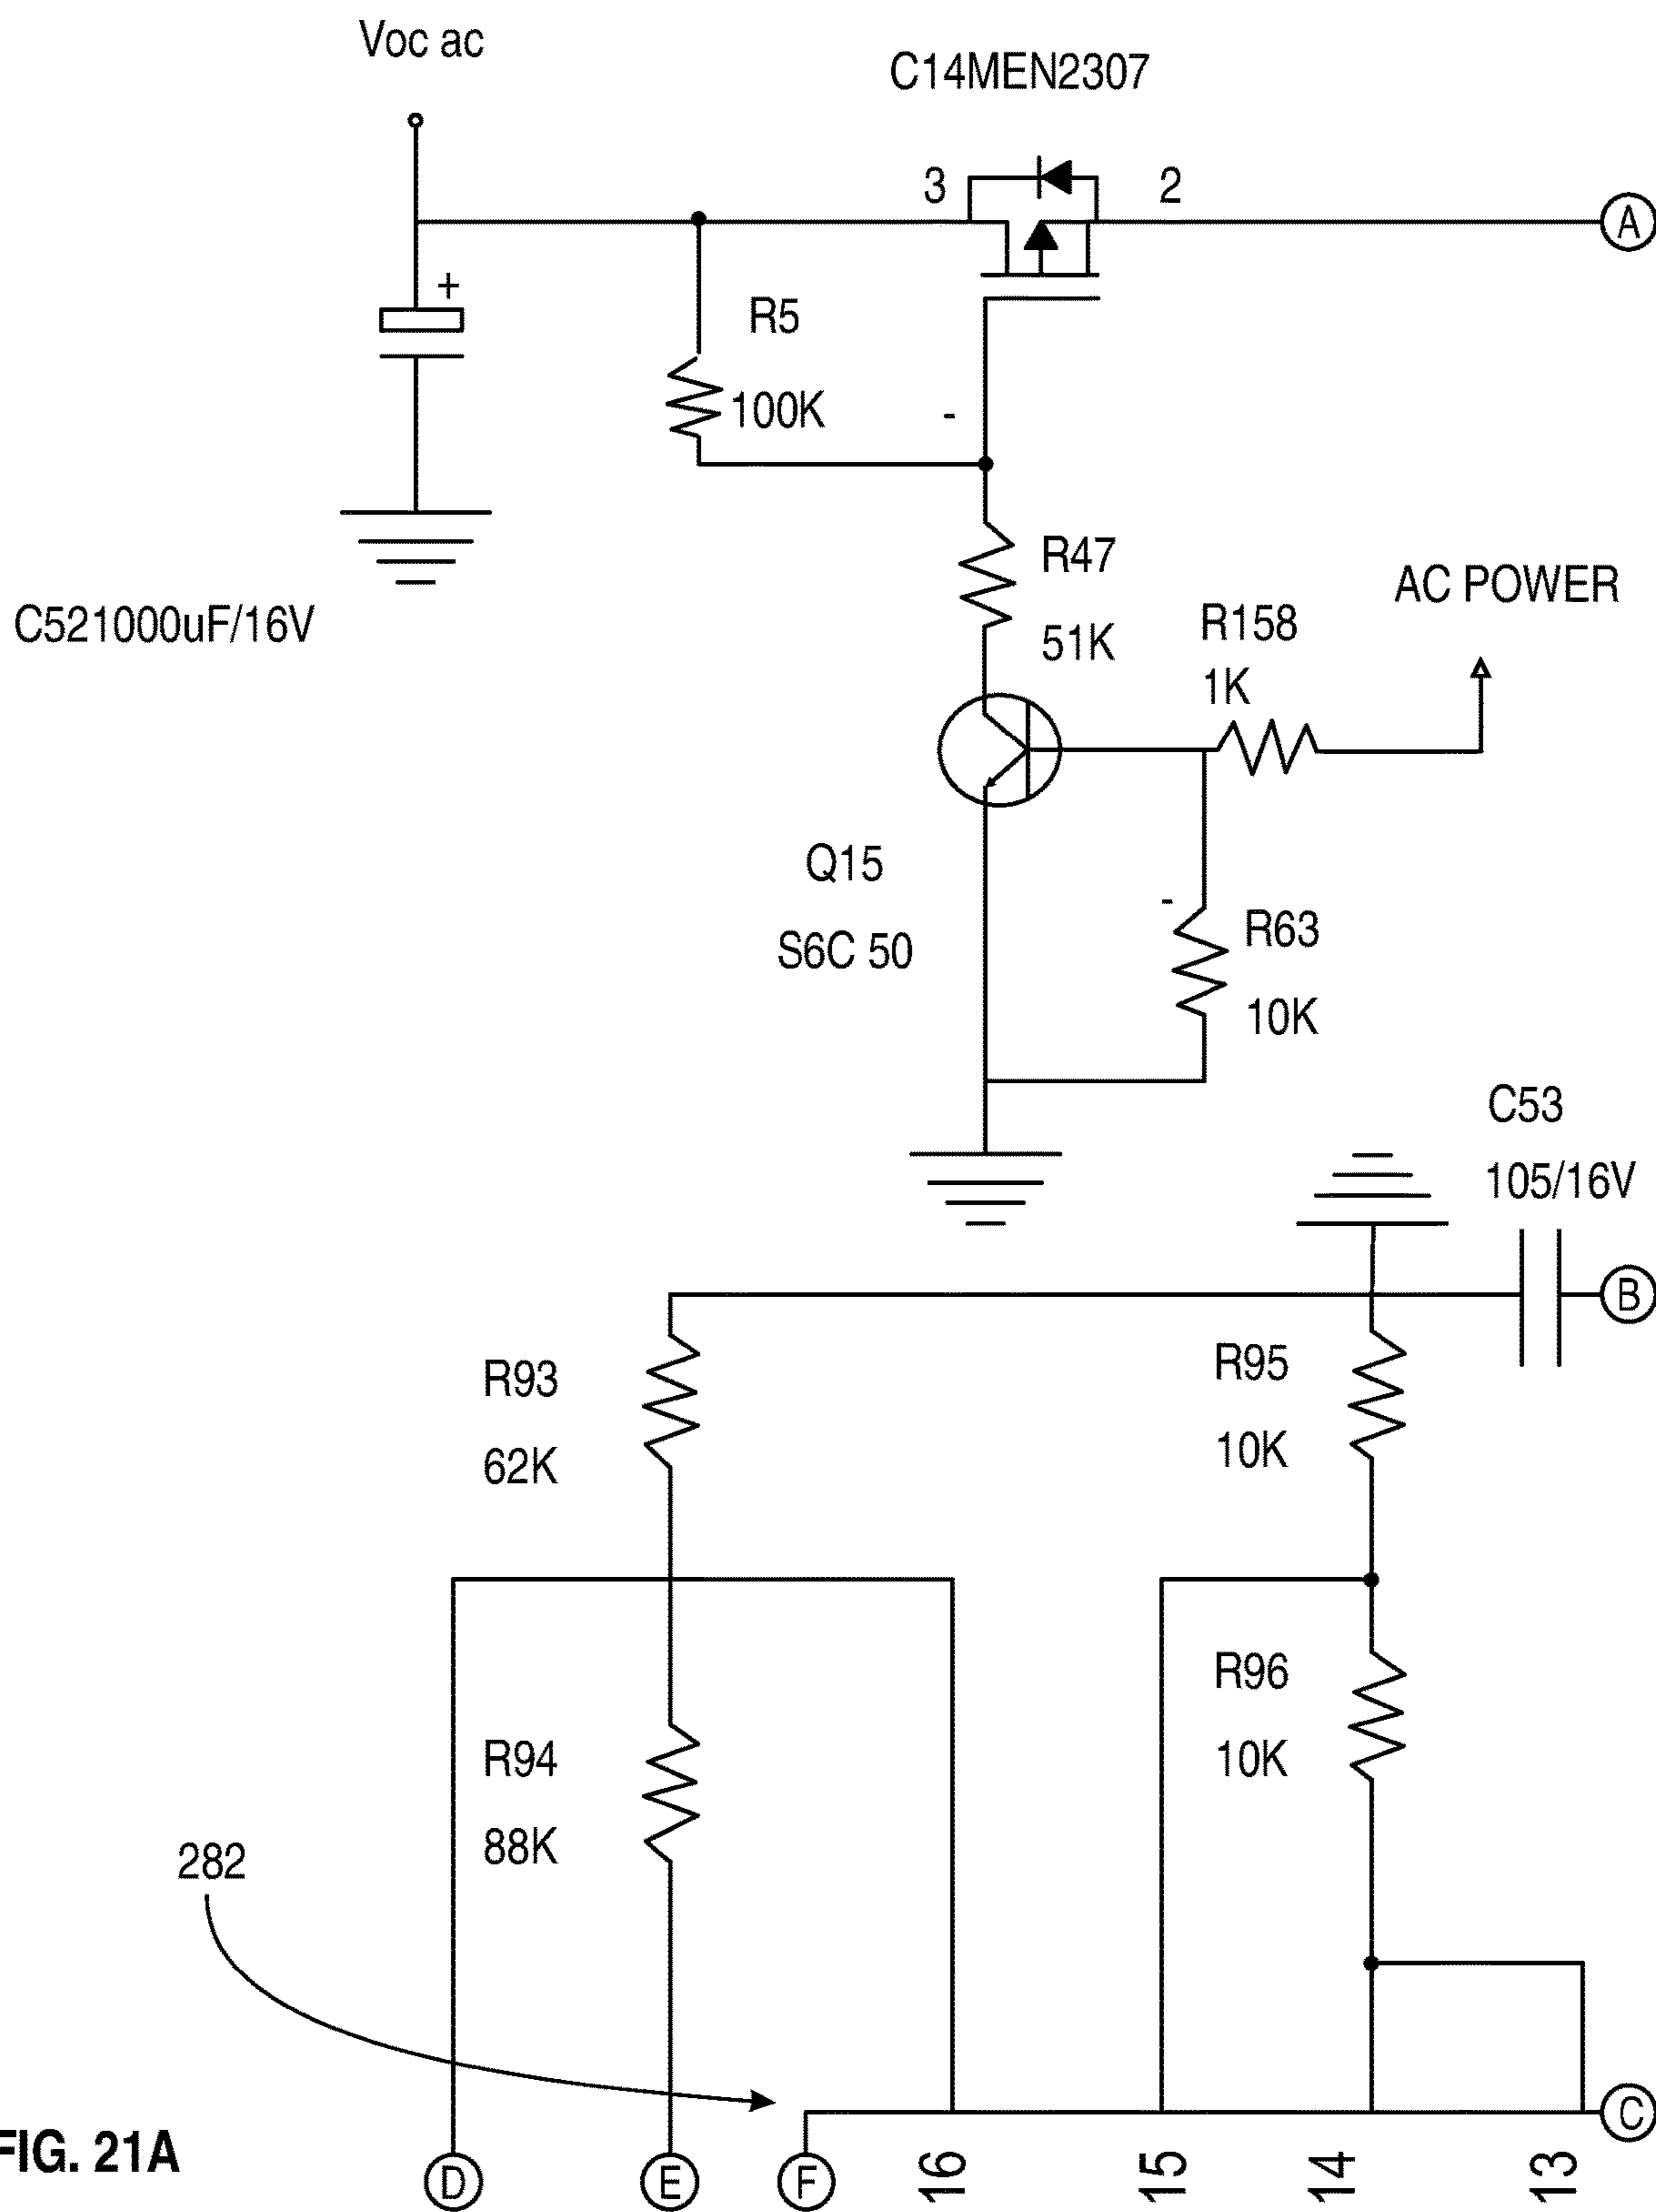 Voc ac
C14MEN2307
3
2
A
+
R5
100K
-
R47
51K
AC POWER
R158
1K
C521000uF/16V
Q15
S6C 50
-
R63
10K
C53
105/16V
B
R93
62K
R95
10K
R94
88K
R96
10K
282
C
FIG. 21A
D
E
F
16
15
14
13